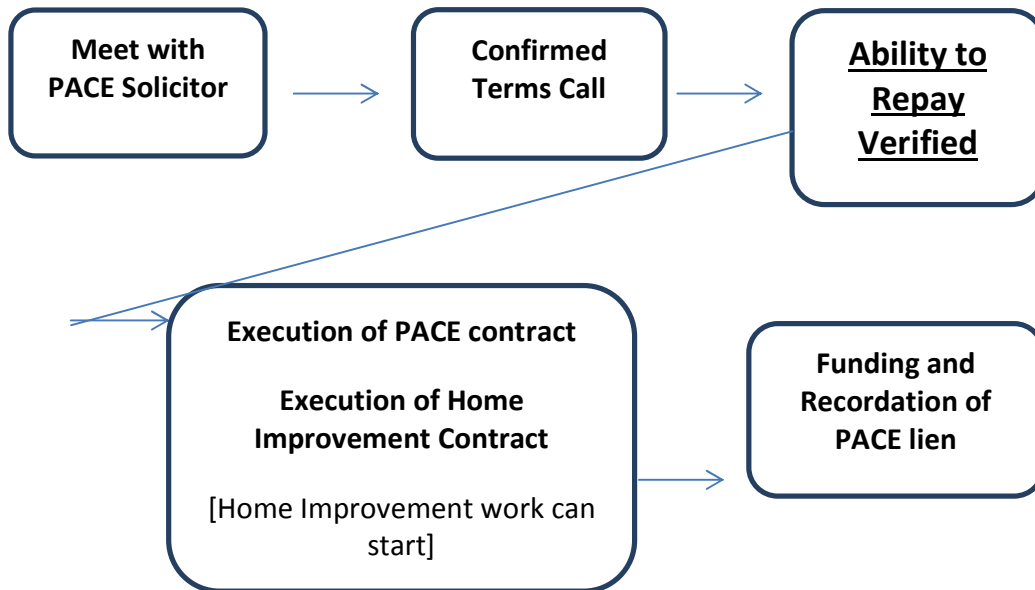 Meet with
PACE Solicitor
Confirmed
Terms Call
Ability to
Repay
Verified
Execution of PACE contract
Execution of Home
Improvement Contract
[Home Improvement work can
start]
Funding and
Recordation of
PACE lien